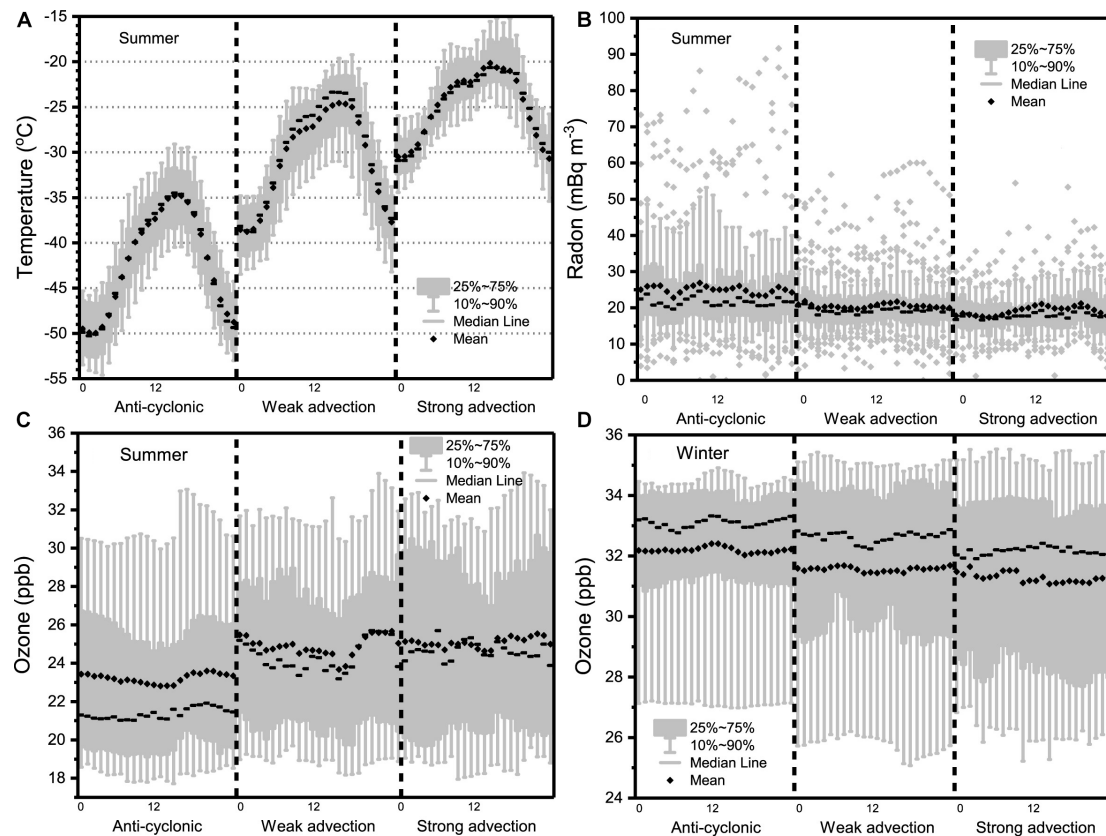 A
Summer
Temperature (°C)
-15
-20
-25
-30
-35
-40
-45
-50
-55
25%~75%
10%~90%
Median Line
Mean
0 12 0 12 0 12
Anti-cyclonic Weak advection Strong advection
B
Summer
Radon (mBq m-3)
100
90
80
70
60
50
40
30
20
10
0
25%~75%
10%~90%
Median Line
Mean
0 12 0 12 0 12
Anti-cyclonic Weak advection Strong advection
C
Summer
Ozone (ppb)
36
34
32
30
28
26
24
22
20
18
25%~75%
10%~90%
Median Line
Mean
0 12 0 12 0 12
Anti-cyclonic Weak advection Strong advection
D
Winter
Ozone (ppb)
36
34
32
30
28
26
24
25%~75%
10%~90%
Median Line
Mean
0 12 0 12 0 12
Anti-cyclonic Weak advection Strong advection